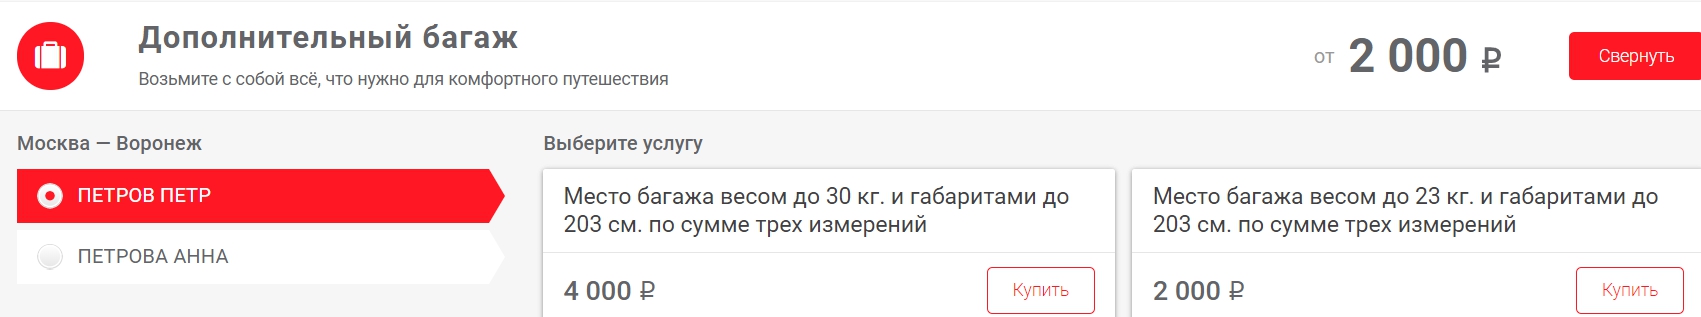 Дополнительный багаж
Возьмите с собой всё, что нужно для комфортного путешествия
от 2 000 ₽
Свернуть
Москва — Воронеж
ПЕТРОВ ПЕТР
ПЕТРОВА АННА
Выберите услугу
Место багажа весом до 30 кг. и габаритами до
203 см. по сумме трех измерений
4 000 ₽
Купить
Место багажа весом до 23 кг. и габаритами до
203 см. по сумме трех измерений
2 000 ₽
Купить